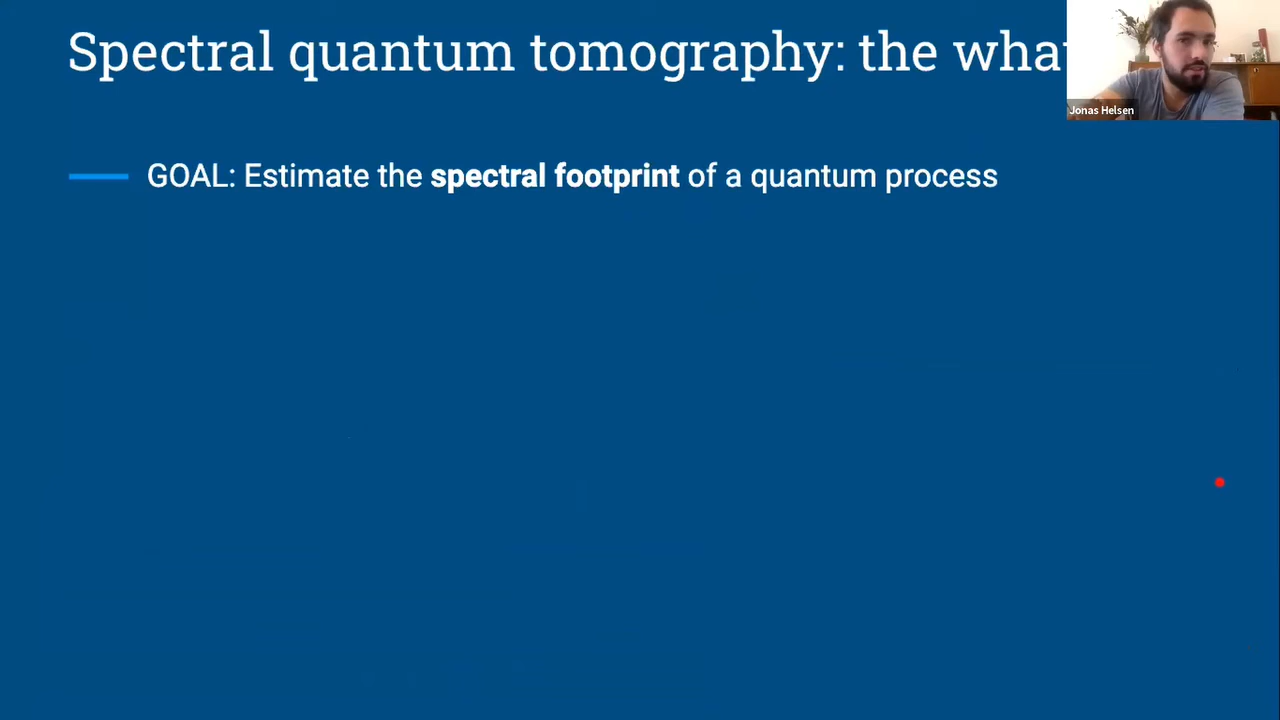 Spectral quantum tomography: the wha
Jonas Helsen
GOAL: Estimate the spectral footprint of a quantum process